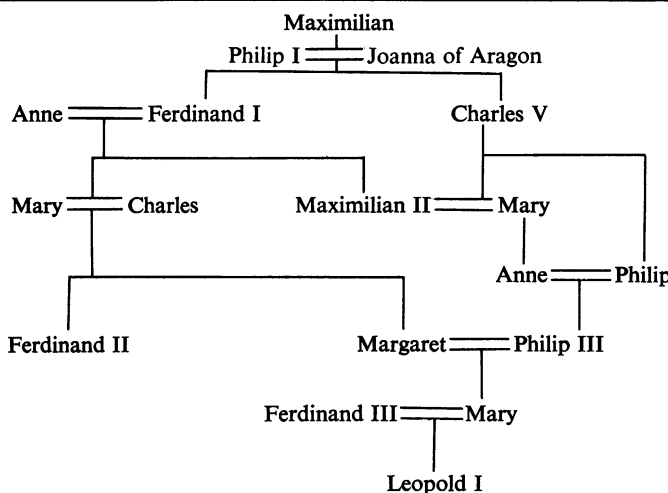 Maximilian
Philip I Joanna of Aragon
Anne Ferdinand I Charles V
Mary Charles Maximilian II Mary
Anne Philip
Ferdinand II Margaret Philip III
Ferdinand III Mary
Leopold I